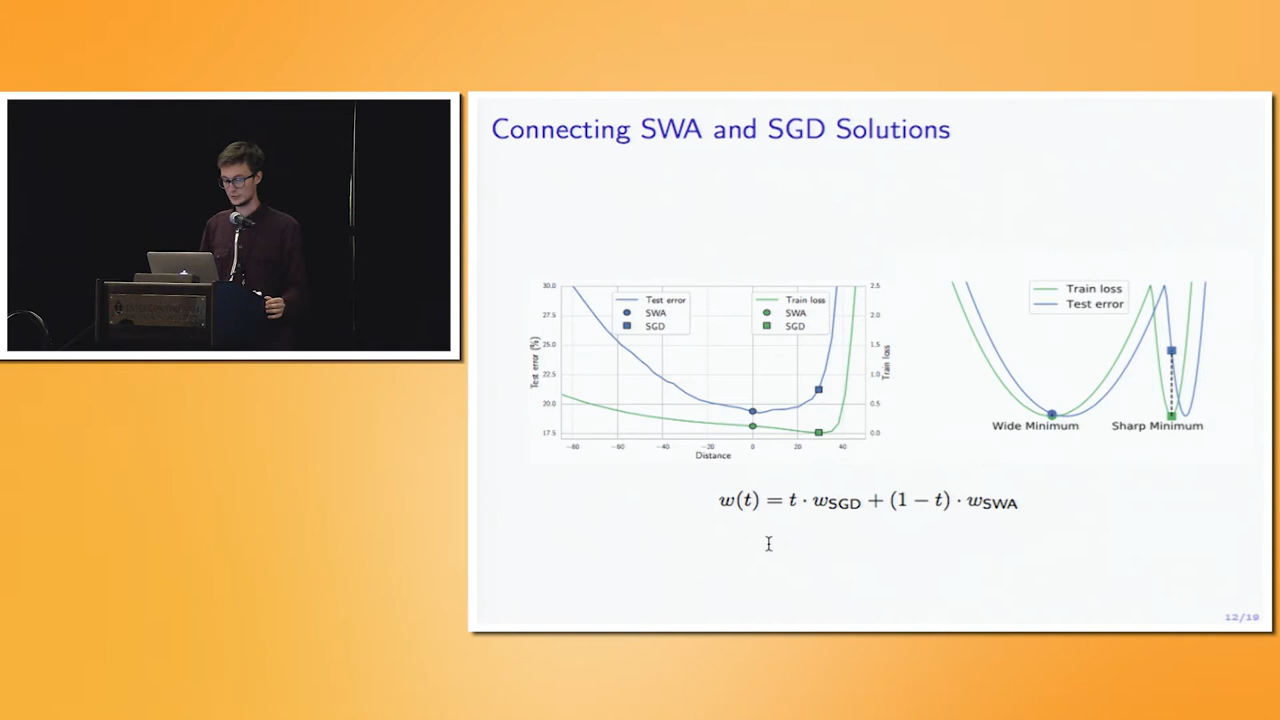 Connecting SWA and SGD Solutions
30.0
27.5
25.0
22.5
20.0
17.5
Test error (%)
Test error
SWA
SGD
Train loss
SWA
SGD
2.5
2.0
1.5
1.0
0.5
0.0
Train loss
−80 −60 −40 −20 0 20 40
Distance
Train loss
Test error
Wide Minimum Sharp Minimum
w(t) = t · wSGD + (1 − t) · wSWA
12/19